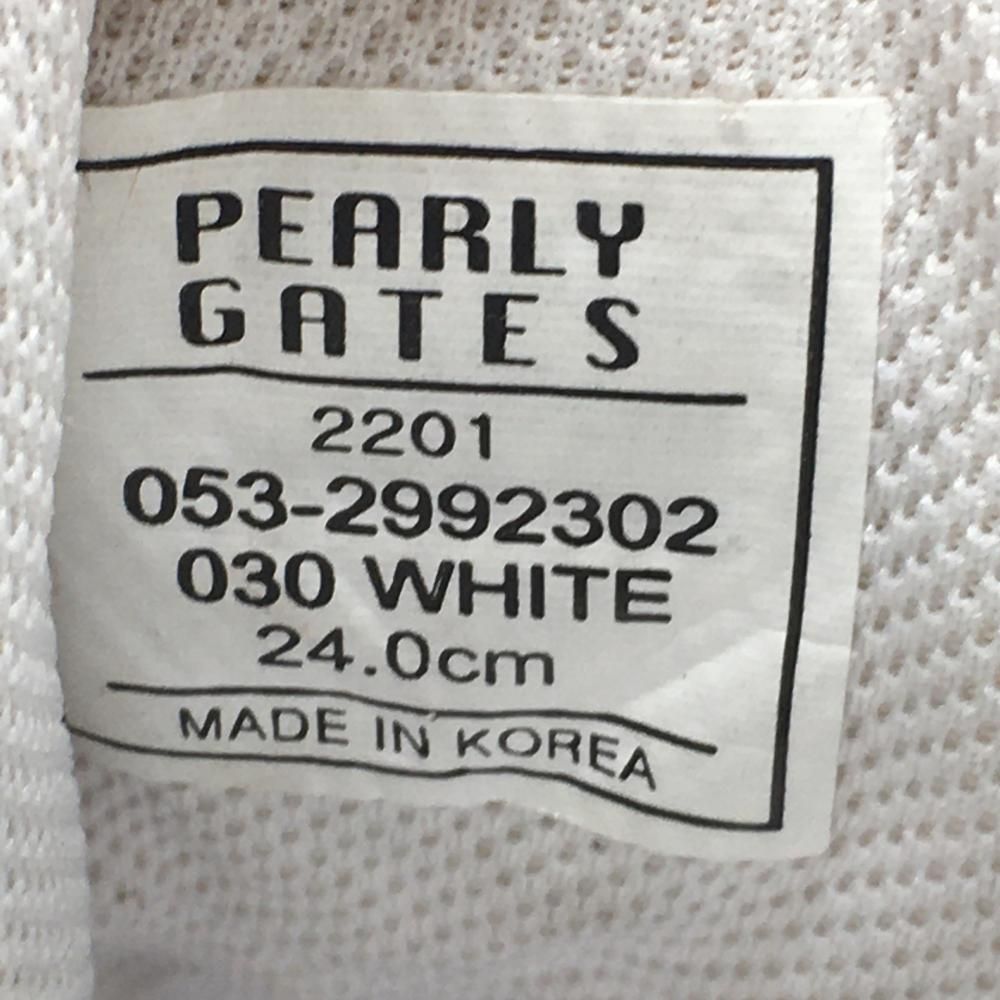 PEARLY
GATES
2201
053-2992302
030 WHITE
24.0cm
MADE IN KOREA